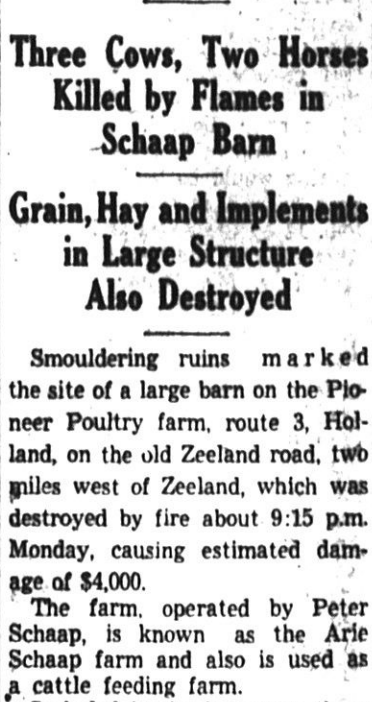 Three Cows, Two Horses
Killed by Flames in
Schaap Barn
Grain, Hay and Implements
in Large Structure
Also Destroyed
Smouldering ruins marked
the site of a large barn on the Pio-
neer Poultry farm, route 3, Hol-
land, on the old Zeeland road, two
miles west of Zeeland, which was
destroyed by fire about 9:15 p.m.
Monday, causing estimated dam-
age of $4,000.
The farm, operated by Peter
Schaap, is known as the Arie
Schaap farm and also is used as
a cattle feeding farm.